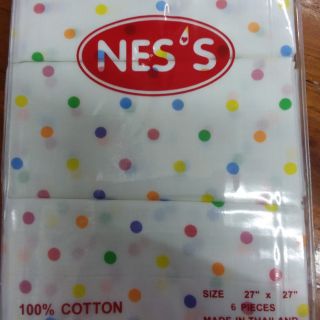 NES'S
100% COTTON
SIZE 27" x 27"
6 PIECES
MADE IN THAILAND